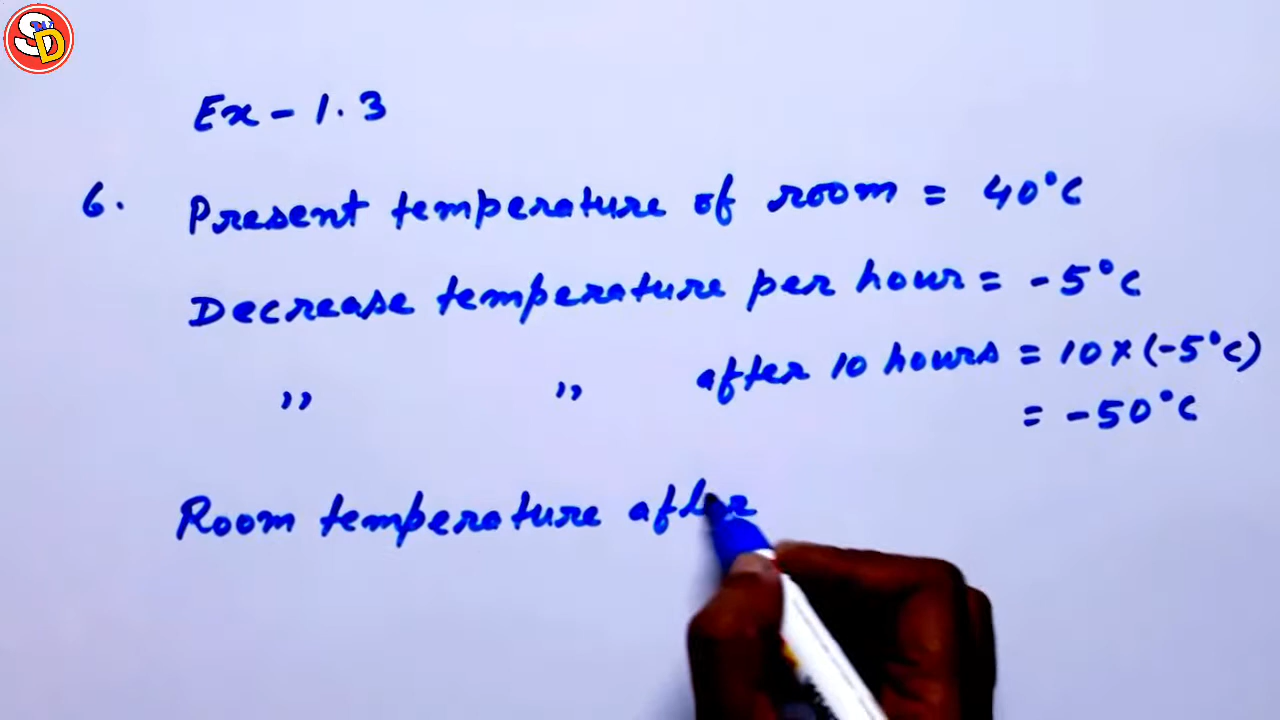 SD
Ex - 1.3
6. Present temperature of room = 40°C
Decrease temperature per hour = -5°C
,, ,, after 10 hours = 10 × (-5°C)
= -50°C
Room temperature after